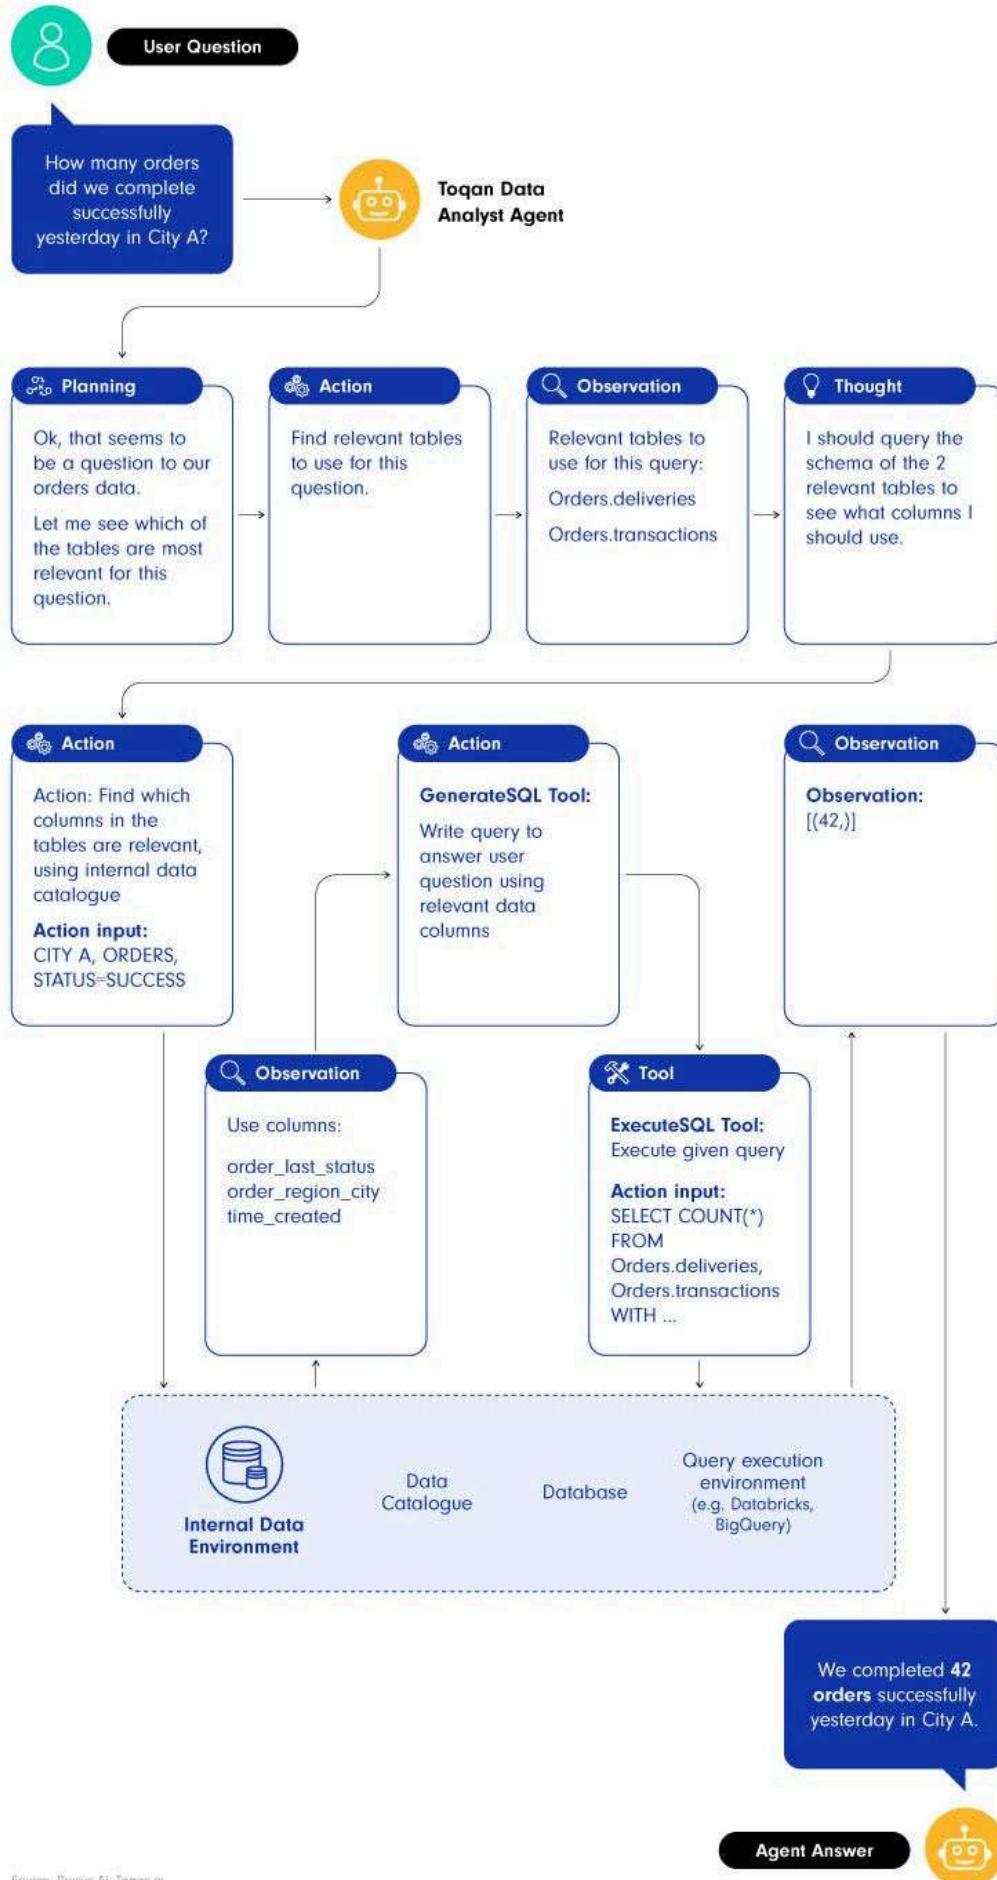 User Question
How many orders
did we complete
successfully
yesterday in City A?
Toqan Data
Analyst Agent
Planning
Ok, that seems to
be a question to our
orders data.
Let me see which of
the tables are most
relevant for this
question.
Action
Find relevant tables
to use for this
question.
Observation
Relevant tables to
use for this query:
Orders.deliveries
Orders.transactions
Thought
I should query the
schema of the 2
relevant tables to
see what columns I
should use.
Action
Action: Find which
columns in the
tables are relevant,
using internal data
catalogue
Action input:
CITY A, ORDERS,
STATUS=SUCCESS
Observation
Use columns:
order_last_status
order_region_city
time_created
Action
GenerateSQL Tool:
Write query to
answer user
question using
relevant data
columns
Tool
ExecuteSQL Tool:
Execute given query
Action input:
SELECT COUNT(*)
FROM
Orders.deliveries,
Orders.transactions
WITH ...
Observation
Observation:
[(42,)]
Internal Data
Environment
Data
Catalogue
Database
Query execution
environment
(e.g. Databricks,
BigQuery)
We completed 42
orders successfully
yesterday in City A.
Agent Answer